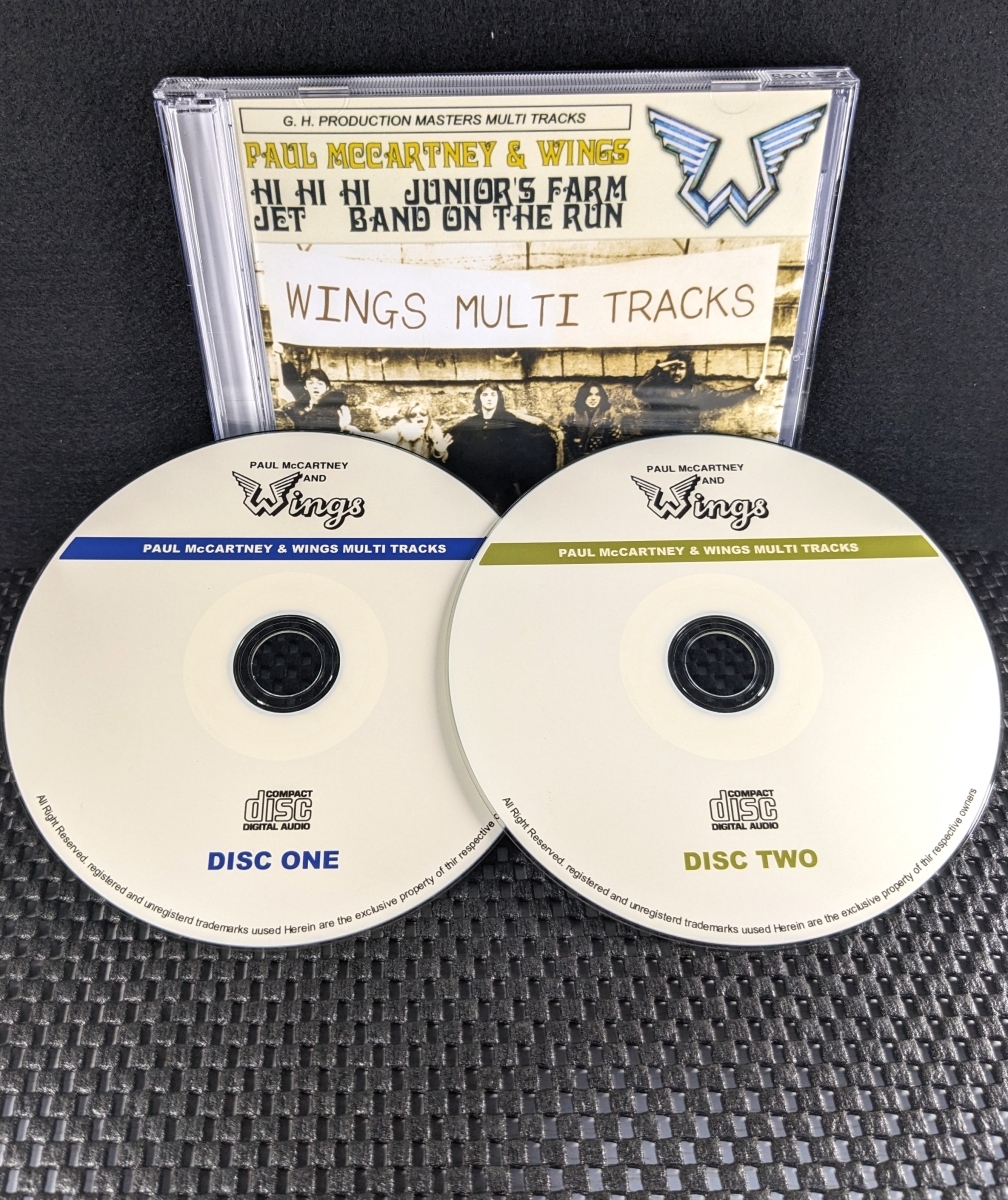 G. H. PRODUCTION MASTERS MULTI TRACKS
PAUL MCCARTNEY & WINGS
HI HI HI JUNIOR'S FARM
JET BAND ON THE RUN
W
WINGS MULTI TRACKS
PAUL McCARTNEY
AND
Wings
PAUL McCARTNEY & WINGS MULTI TRACKS
COMPACT
disc
DIGITAL AUDIO
DISC ONE
All Right Reserved. registered and unregisterd trademarks uused Herein are the exclusive property of thir respective
PAUL McCARTNEY
AND
Wings
PAUL McCARTNEY & WINGS MULTI TRACKS
COMPACT
disc
DIGITAL AUDIO
DISC TWO
All Right Reserved. registered and unregisterd trademarks uused Herein are the exclusive property of thir respective owners